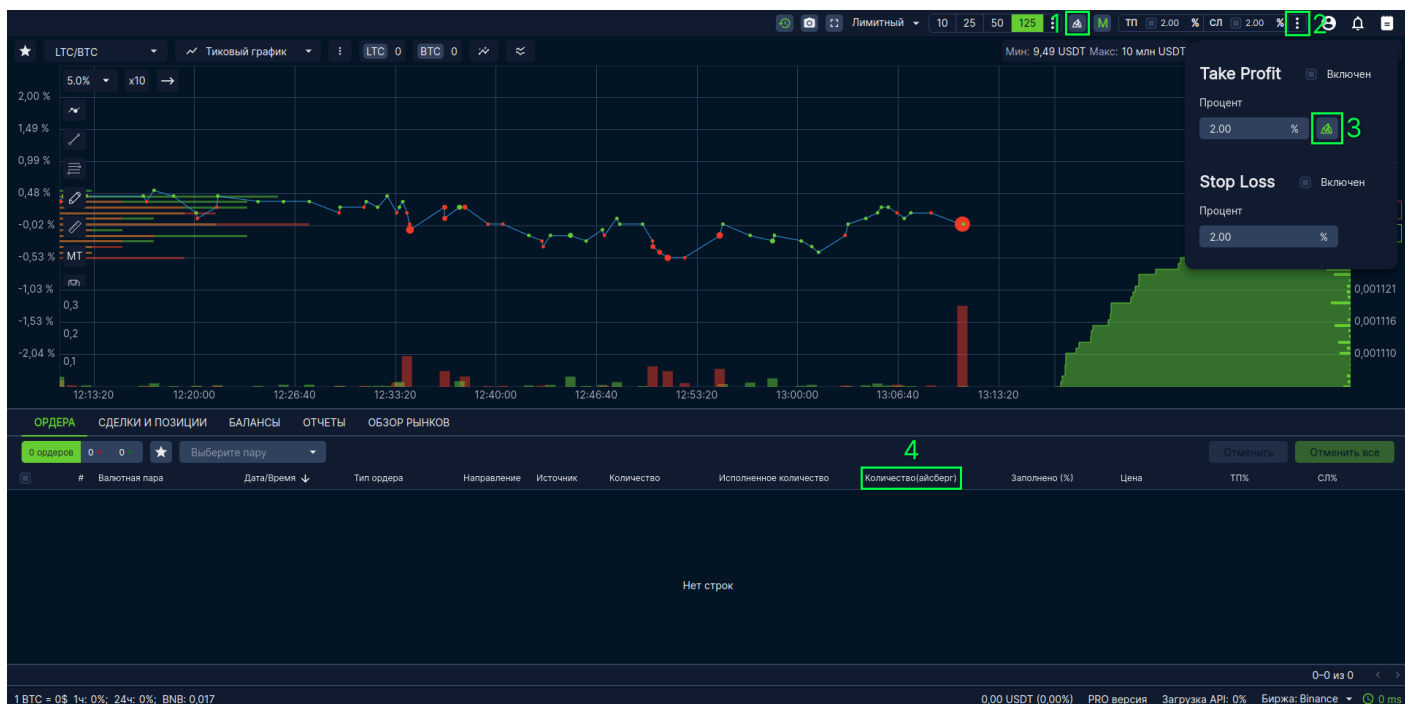 Лимитный 10 25 50 125 1 M ТП 2.00 % СЛ 2.00 % 2
LTC/BTC Тиковый график LTC 0 BTC 0 Мин: 9,49 USDT Макс: 10 млн USDT
5.0% x10
Take Profit Включен
Процент
2.00 % 3
Stop Loss Включен
Процент
2.00 %
2,00 %
1,49 %
0,99 %
0,48 %
-0,02 %
-0,53 %
-1,03 %
-1,53 %
-2,04 %
MT
0,3
0,2
0,1
0,001121
0,001116
0,001110
12:13:20 12:20:00 12:26:40 12:33:20 12:40:00 12:46:40 12:53:20 13:00:00 13:06:40 13:13:20
ОРДЕРА СДЕЛКИ И ПОЗИЦИИ БАЛАНСЫ ОТЧЕТЫ ОБЗОР РЫНКОВ
0 ордеров 0 0 Выберите пару 4 Отменить Отменить все
# Валютная пара Дата/Время Тип ордера Направление Источник Количество Исполненное количество Количество(айсберг) Заполнено (%) Цена ТП% СЛ%
Нет строк
0–0 из 0
1 BTC = 0$ 1ч: 0%; 24ч: 0%; BNB: 0,017 0,00 USDT (0,00%) PRO версия Загрузка API: 0% Биржа: Binance 0 ms